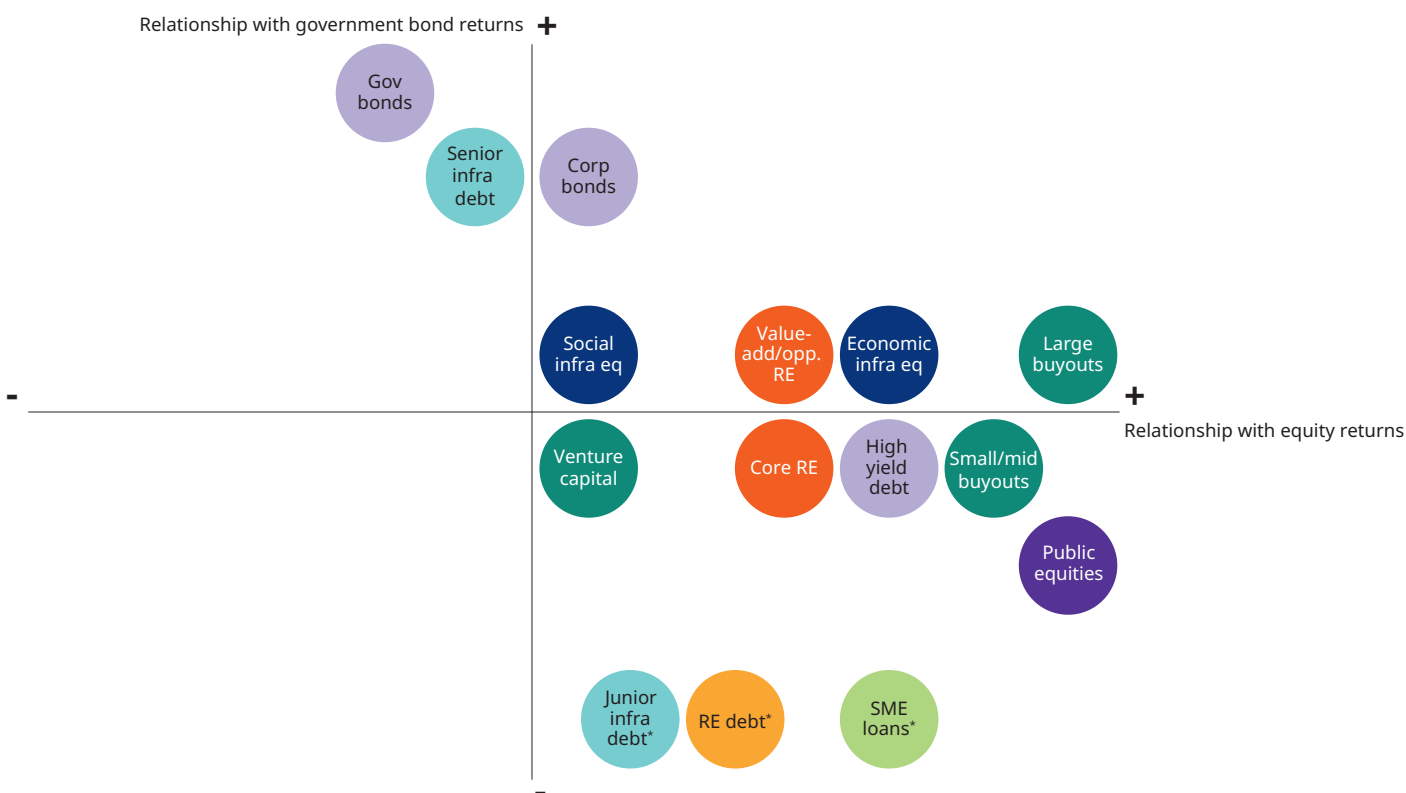 Relationship with government bond returns +
Gov
bonds
Senior
infra
debt
Corp
bonds
Social
infra eq
Value-
add/opp.
RE
Economic
infra eq
Large
buyouts
-
+
Relationship with equity returns
Venture
capital
Core RE
High
yield
debt
Small/mid
buyouts
Public
equities
Junior
infra
debt*
RE debt*
SME
loans*
-